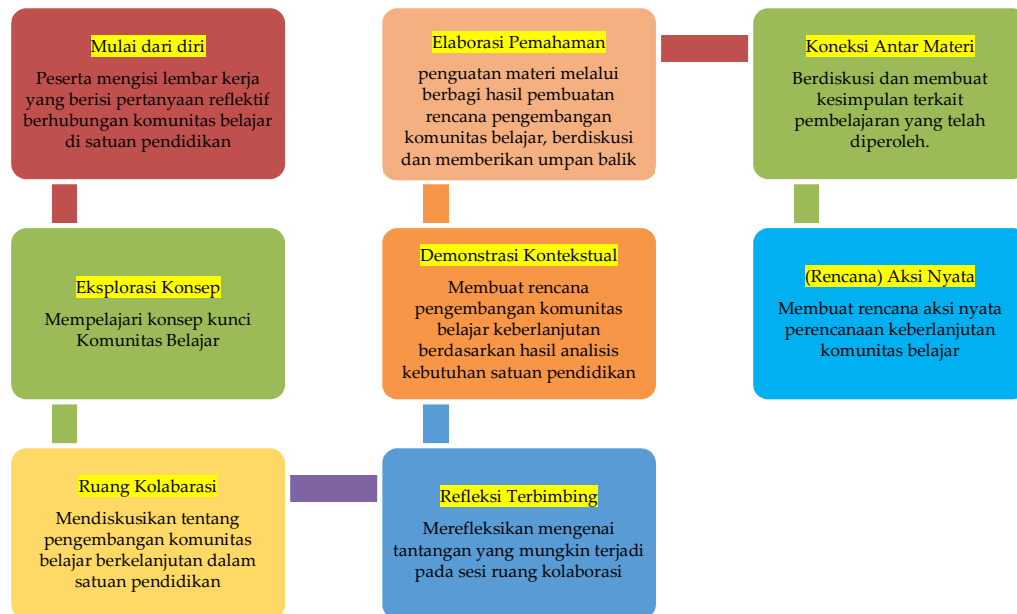 Mulai dari diri
Peserta mengisi lembar kerja
yang berisi pertanyaan reflektif
berhubungan komunitas belajar
di satuan pendidikan
Eksplorasi Konsep
Mempelajari konsep kunci
Komunitas Belajar
Ruang Kolabarasi
Mendiskusikan tentang
pengembangan komunitas
belajar berkelanjutan dalam
satuan pendidikan
Refleksi Terbimbing
Merefleksikan mengenai
tantangan yang mungkin terjadi
pada sesi ruang kolaborasi
Demonstrasi Kontekstual
Membuat rencana
pengembangan komunitas
belajar keberlanjutan
berdasarkan hasil analisis
kebutuhan satuan pendidikan
Elaborasi Pemahaman
penguatan materi melalui
berbagi hasil pembuatan
rencana pengembangan
komunitas belajar, berdiskusi
dan memberikan umpan balik
Koneksi Antar Materi
Berdiskusi dan membuat
kesimpulan terkait
pembelajaran yang telah
diperoleh.
(Rencana) Aksi Nyata
Membuat rencana aksi nyata
perencanaan keberlanjutan
komunitas belajar